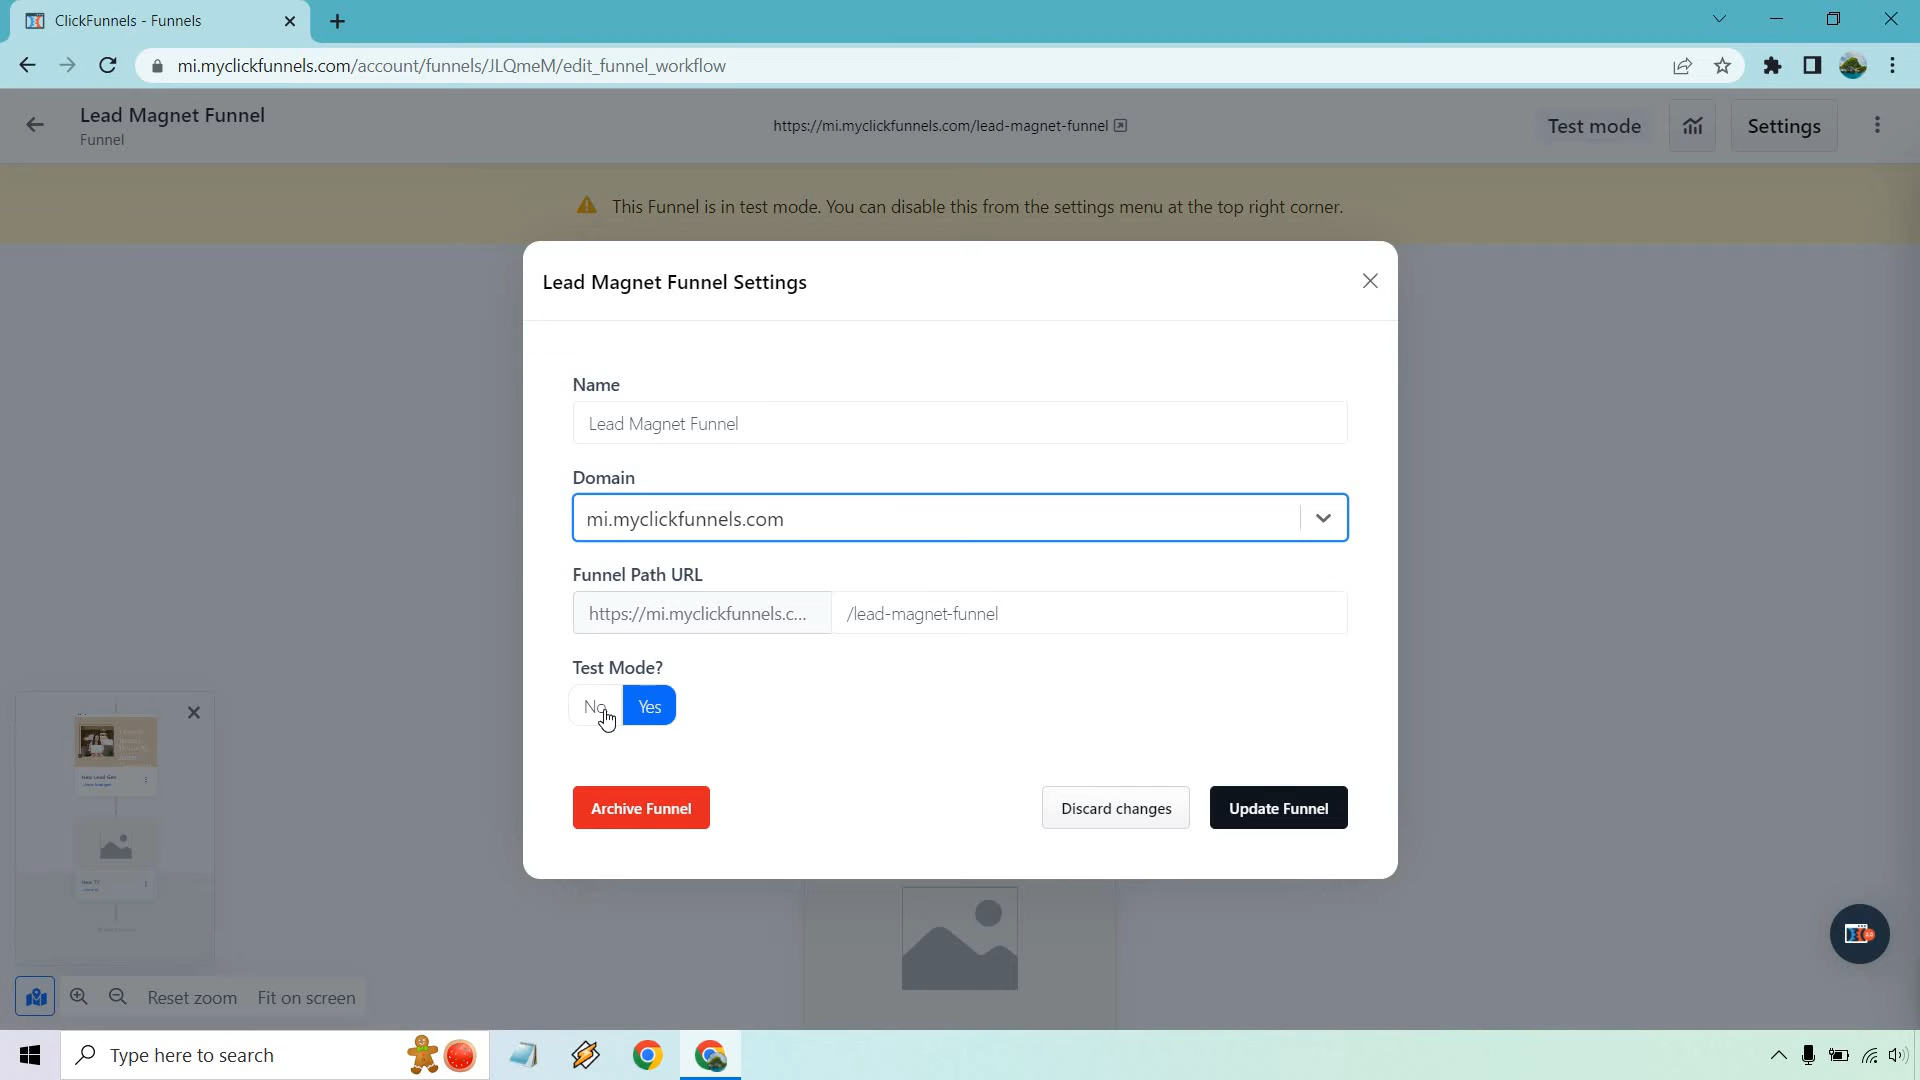 ClickFunnels - Funnels
mi.myclickfunnels.com/account/funnels/JLQmeM/edit_funnel_workflow
Lead Magnet Funnel
Funnel
https://mi.myclickfunnels.com/lead-magnet-funnel
Test mode
Settings
This Funnel is in test mode. You can disable this from the settings menu at the top right corner.
Lead Magnet Funnel Settings
Name
Lead Magnet Funnel
Domain
mi.myclickfunnels.com
Funnel Path URL
https://mi.myclickfunnels.c... /lead-magnet-funnel
Test Mode?
No Yes
Archive Funnel
Discard changes
Update Funnel
Reset zoom
Fit on screen
Type here to search